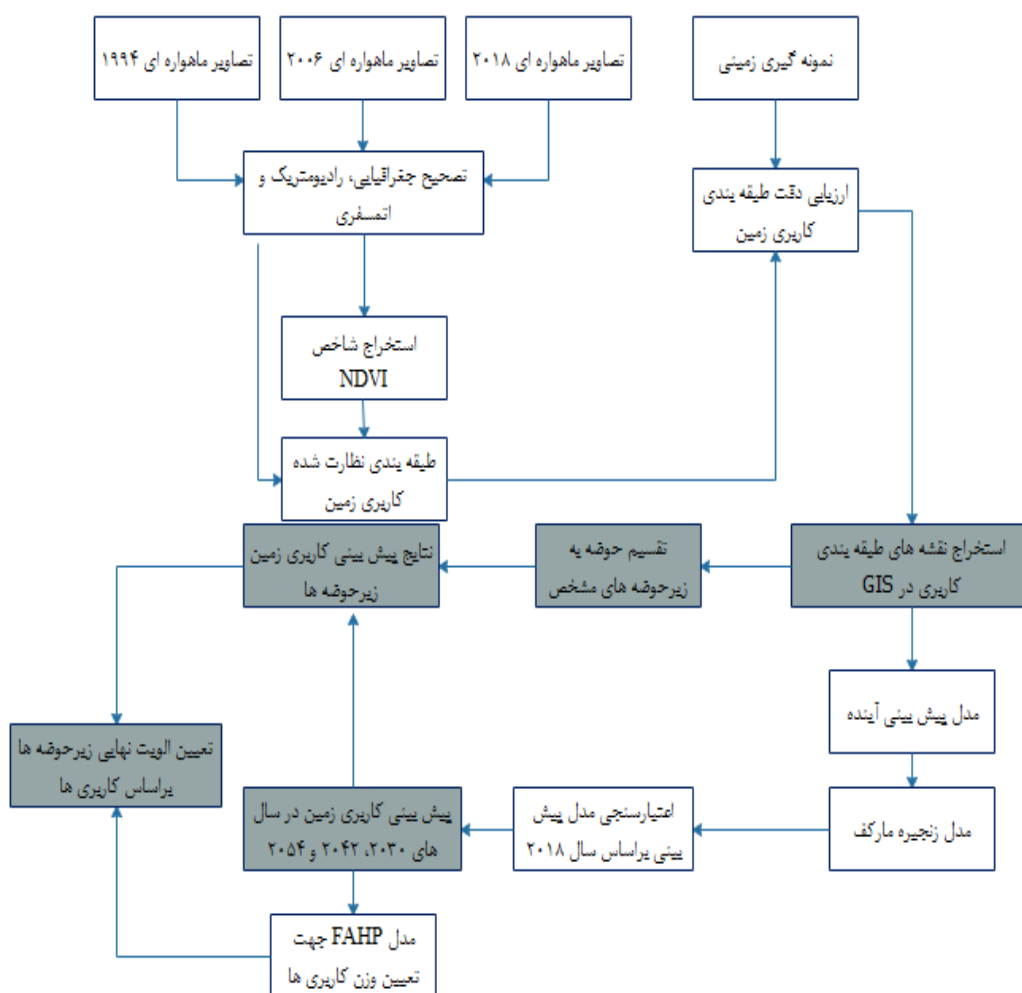 نمونه گیری زمینی
تصاویر ماهواره ای ۲۰۱۸
تصاویر ماهواره ای ۲۰۰۶
تصاویر ماهواره ای ۱۹۹۴
تصحیح جغرافیایی، رادیومتریک و
اتمسفری
ارزیابی دقت طبقه بندی
کاربری زمین
استخراج شاخص
NDVI
طبقه بندی نظارت شده
کاربری زمین
استخراج نقشه های طبقه بندی
کاربری در GIS
تقسیم حوضه به
زیرحوضه های مشخص
نتایج پیش بینی کاربری زمین
زیرحوضه ها
مدل پیش بینی آینده
تعیین الویت نهایی زیرحوضه ها
براساس کاربری ها
مدل زنجیره مارکف
اعتبارسنجی مدل پیش
بینی براساس سال ۲۰۱۸
پیش بینی کاربری زمین در سال
های ۲۰۳۰، ۲۰۴۲ و ۲۰۵۴
مدل FAHP جهت
تعیین وزن کاربری ها